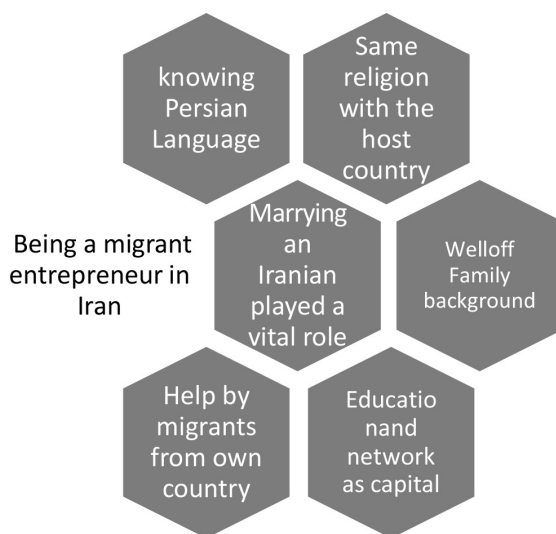 knowing
Persian
Language
Same
religion
with the
host
country
Being a migrant
entrepreneur in
Iran
Marrying
an
Iranian
played a
vital role
Welloff
Family
background
Help by
migrants
from own
country
Educatio
nand
network
as capital